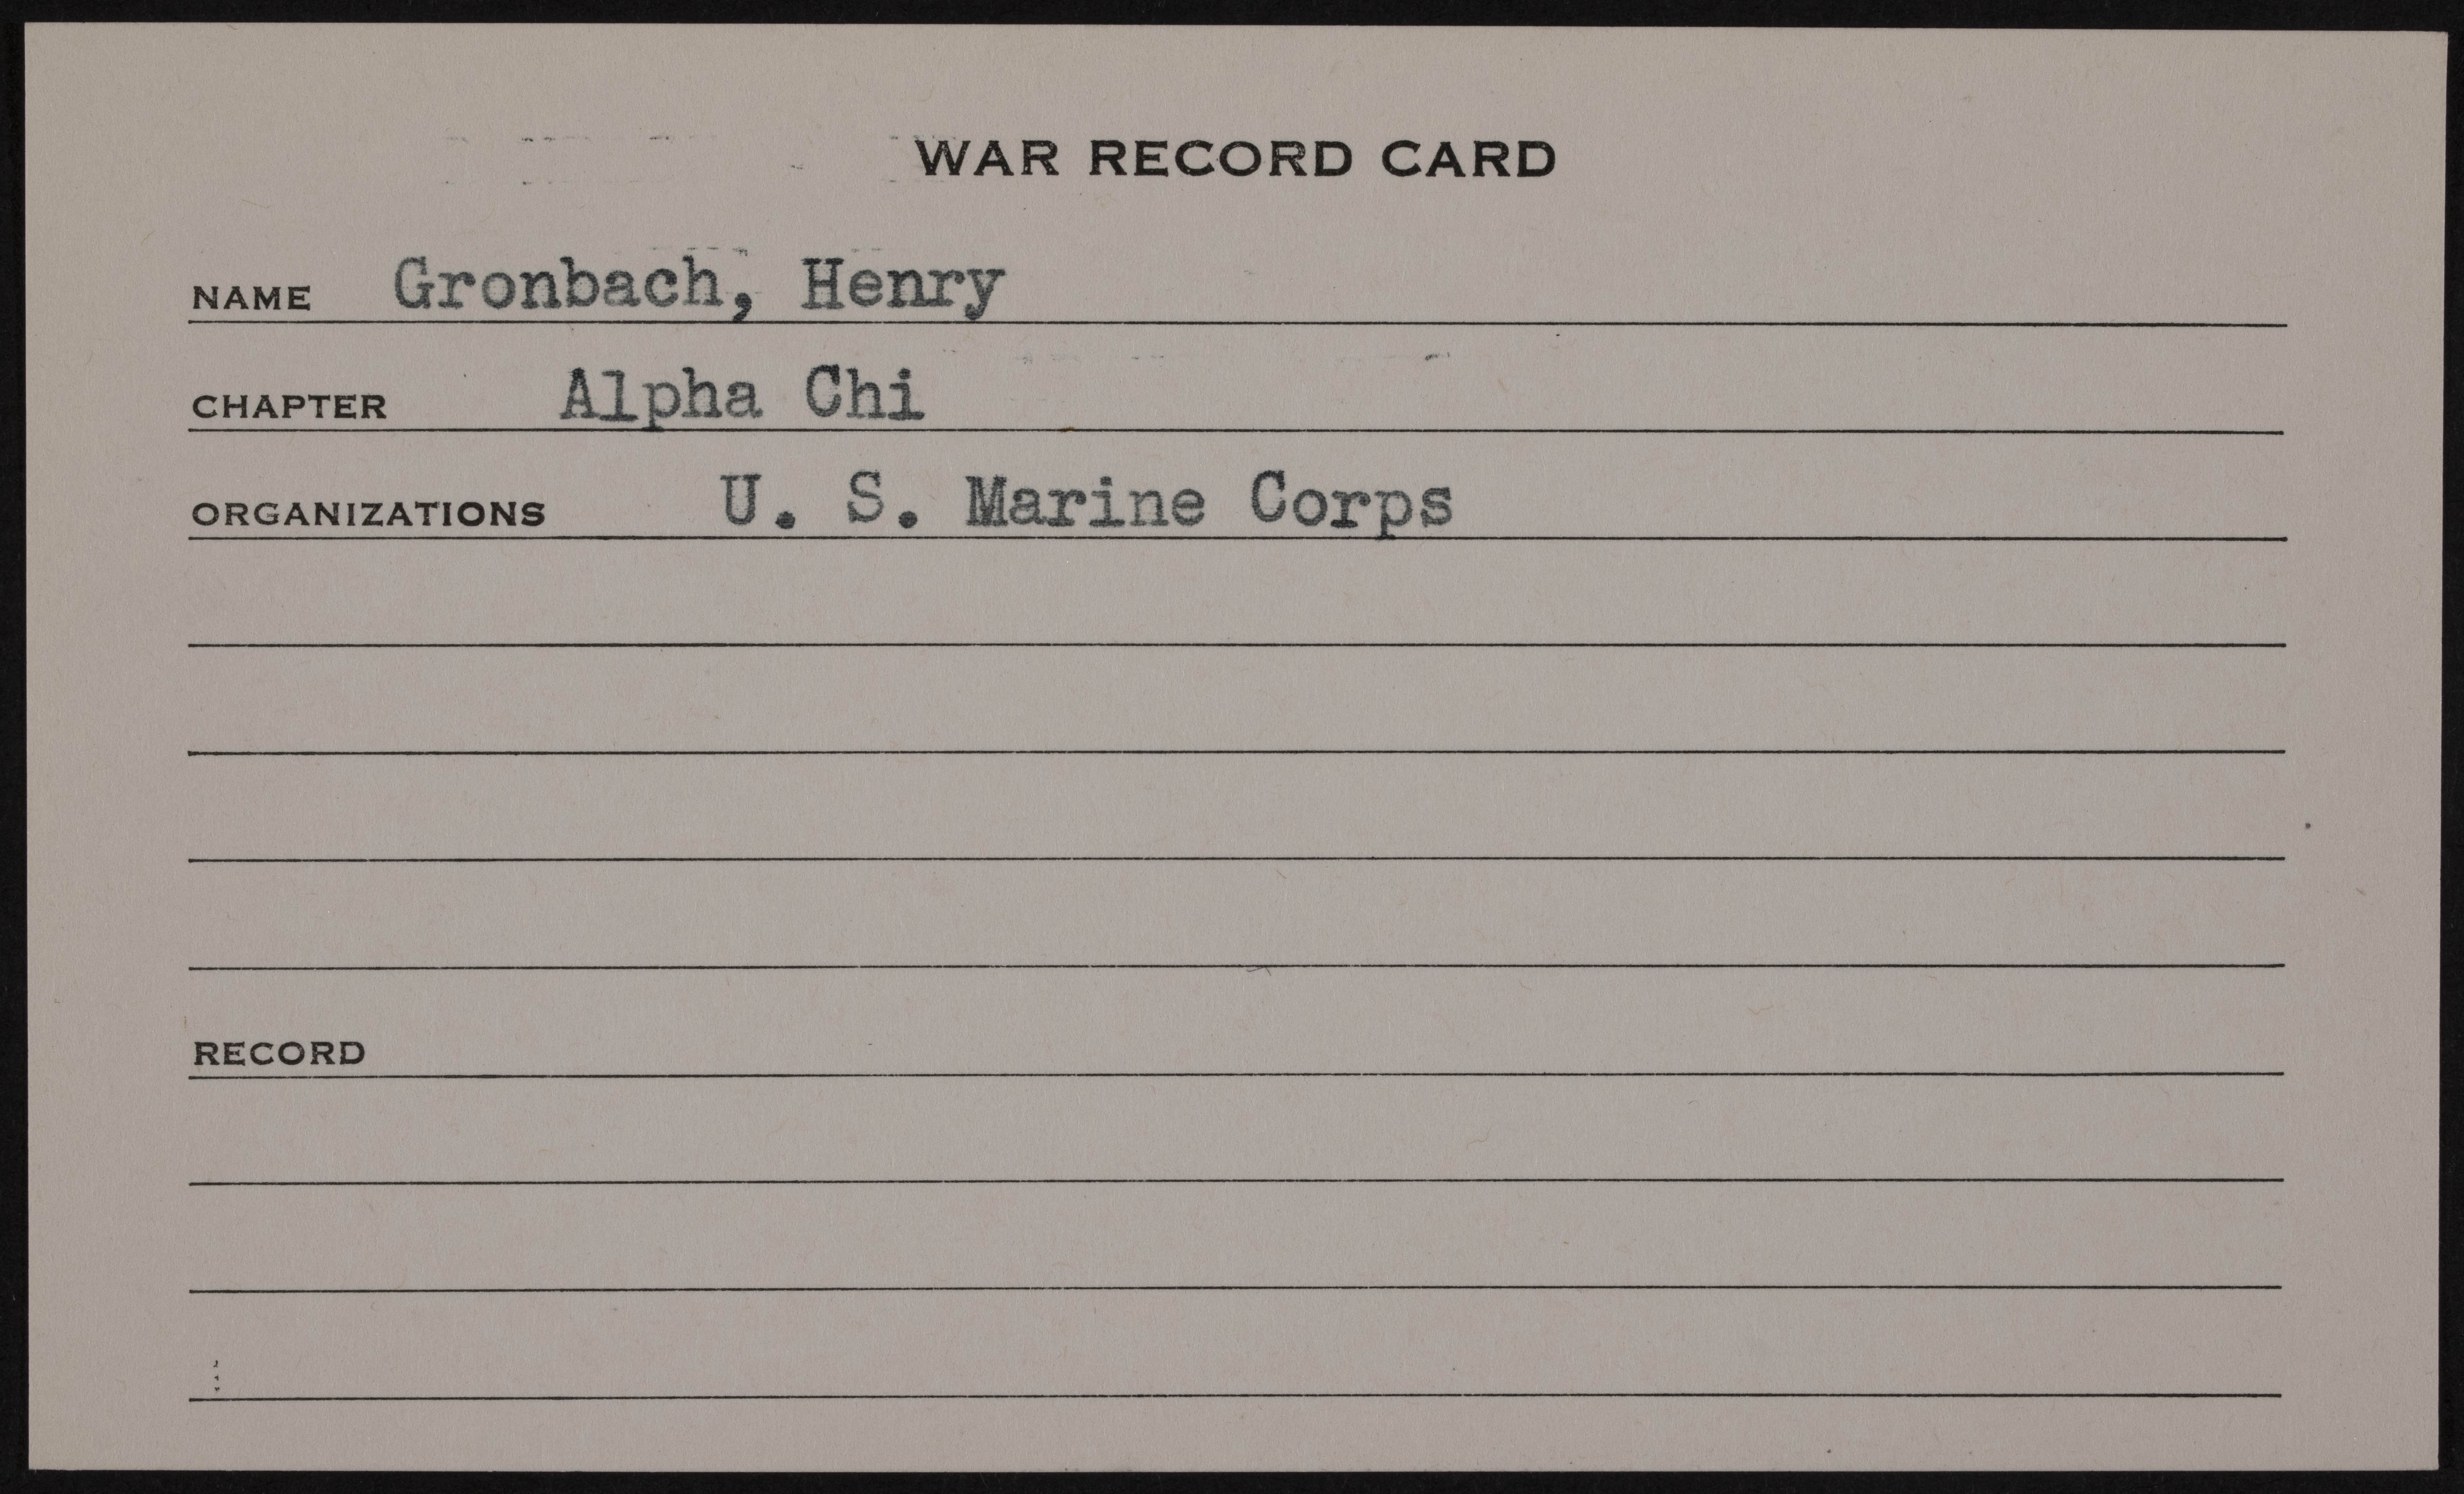 WAR RECORD CARD
NAME Gronbach, Henry
CHAPTER Alpha Chi
ORGANIZATIONS U. S. Marine Corps
RECORD